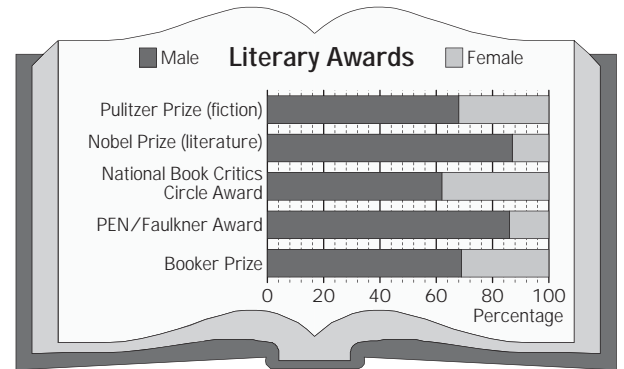 Male Literary Awards Female
Pulitzer Prize (fiction)
Nobel Prize (literature)
National Book Critics
Circle Award
PEN/Faulkner Award
Booker Prize
0 20 40 60 80 100
Percentage